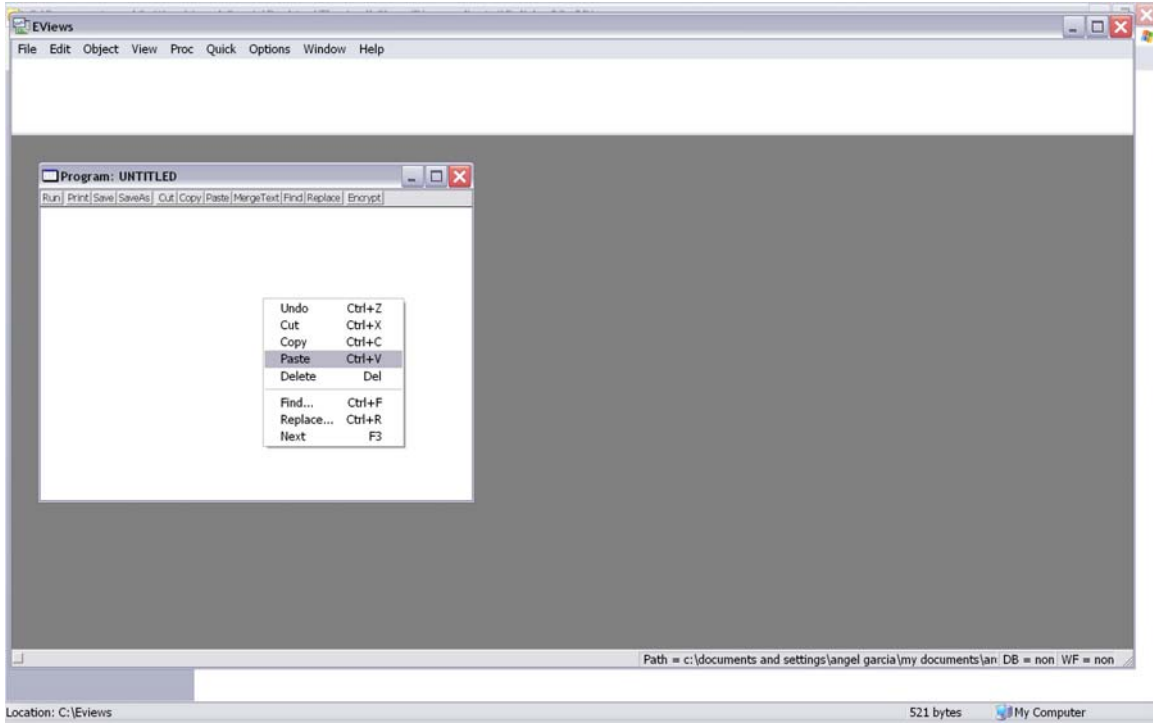 EViews
File Edit Object View Proc Quick Options Window Help
Program: UNTITLED
Run Print Save SaveAs Cut Copy Paste MergeText Find Replace Encrypt
Undo Ctrl+Z
Cut Ctrl+X
Copy Ctrl+C
Paste Ctrl+V
Delete Del
Find... Ctrl+F
Replace... Ctrl+R
Next F3
Path = c:\documents and settings\angel garcia\my documents\an DB = non WF = non
Location: C:\Eviews 521 bytes My Computer